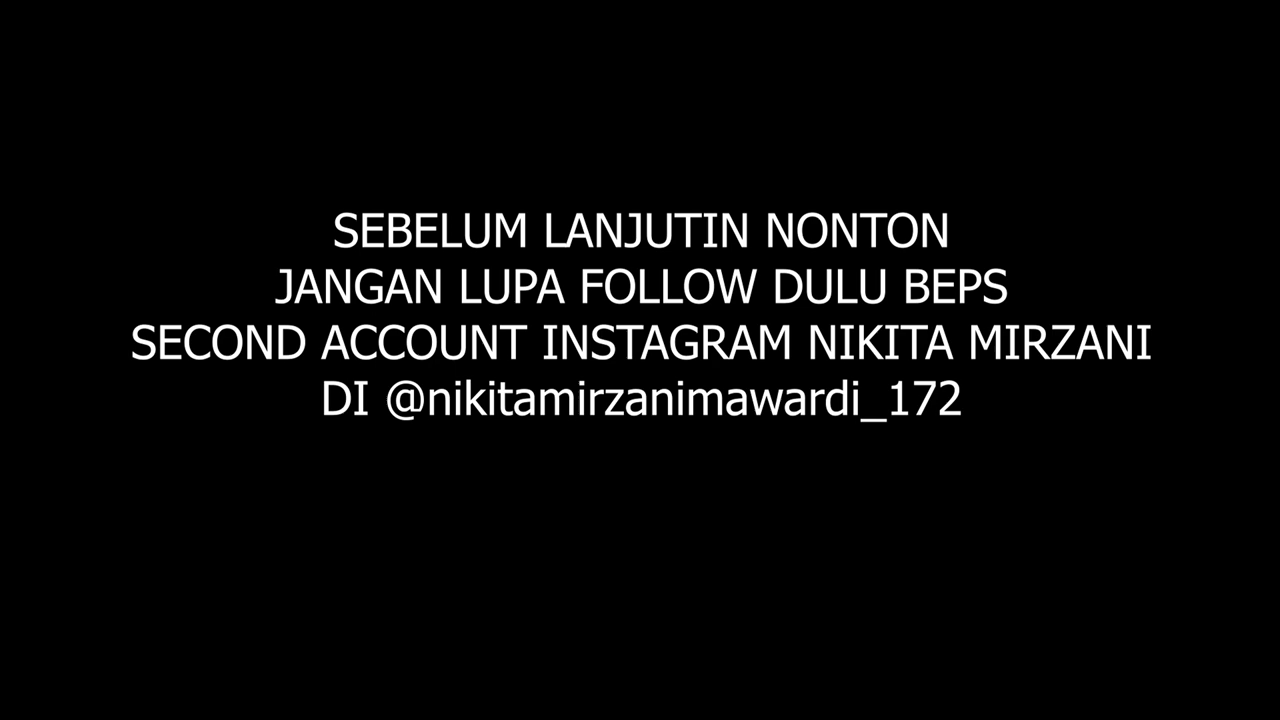 SEBELUM LANJUTIN NONTON
JANGAN LUPA FOLLOW DULU BEPS
SECOND ACCOUNT INSTAGRAM NIKITA MIRZANI
DI @nikitamirzanimawardi_172